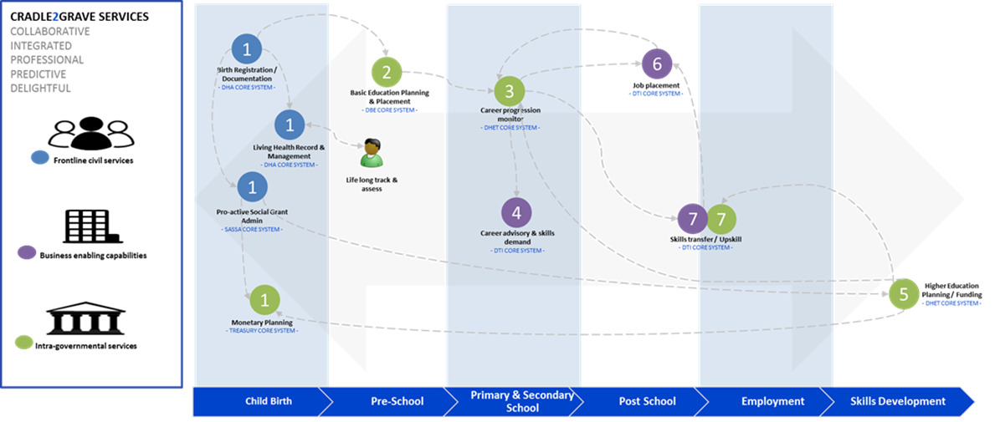 CRADLE2GRAVE SERVICES
COLLABORATIVE
INTEGRATED
PROFESSIONAL
PREDICTIVE
DELIGHTFUL
Frontline civil services
Business enabling capabilities
Intra-governmental services
1
Birth Registration /
Documentation
- DHA CORE SYSTEM -
1
Living Health Record &
Management
- DHA CORE SYSTEM -
1
Pro-active Social Grant
Admin
- SASSA CORE SYSTEM -
1
Monetary Planning
- TREASURY CORE SYSTEM -
2
Basic Education Planning
& Placement
- DBE CORE SYSTEM -
Life long track &
assess
3
Career progression
monitor
- DHET CORE SYSTEM -
4
Career advisory & skills
demand
- DTI CORE SYSTEM -
6
Job placement
- DTI CORE SYSTEM -
7 7
Skills transfer / Upskill
- DTI CORE SYSTEM -
5
Higher Education
Planning / Funding
- DHET CORE SYSTEM -
Child Birth
Pre-School
Primary & Secondary
School
Post School
Employment
Skills Development